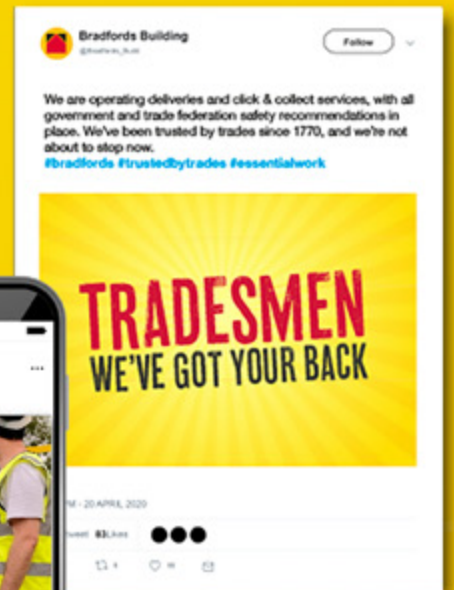 Bradfords Building
Follow
We are operating deliveries and click & collect services, with all
government and trade federation safety recommendations in
place. We've been trusted by trades since 1770, and we're not
about to stop now.
#bradfords #trustedbytrades #essentialwork
TRADESMEN
WE'VE GOT YOUR BACK
20 APRIL 2020
83 Likes